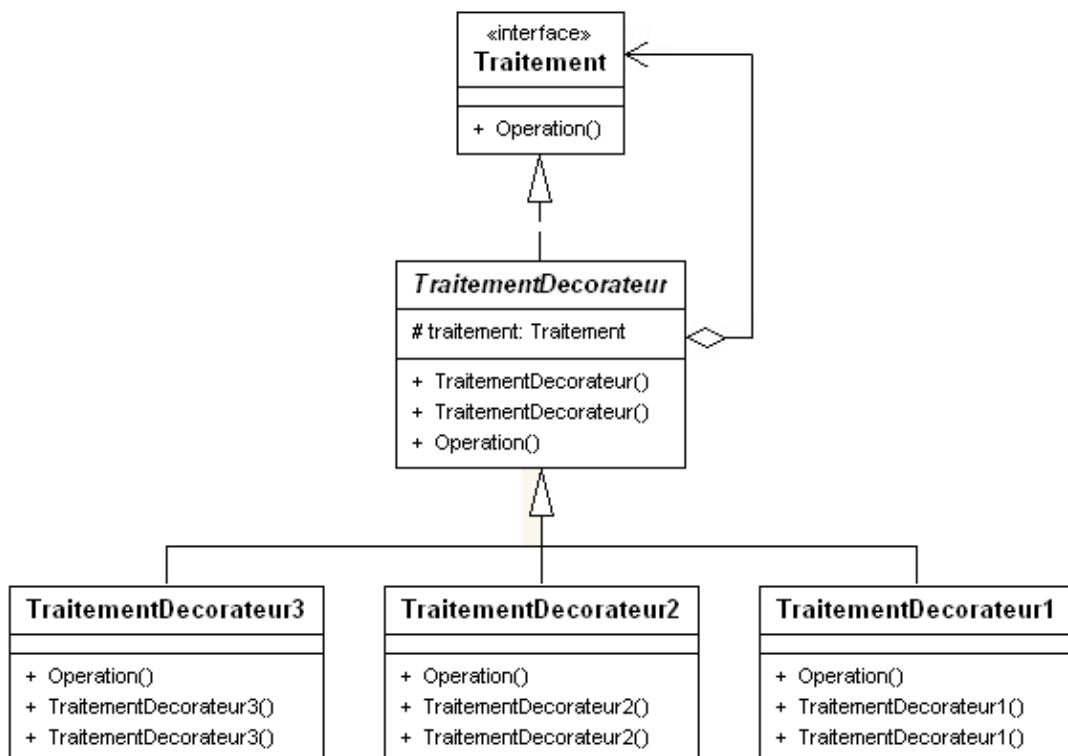 «interface»
Traitement
+ Operation()
TraitementDecorateur
# traitement: Traitement
+ TraitementDecorateur()
+ TraitementDecorateur()
+ Operation()
TraitementDecorateur3
+ Operation()
+ TraitementDecorateur3()
+ TraitementDecorateur3()
TraitementDecorateur2
+ Operation()
+ TraitementDecorateur2()
+ TraitementDecorateur2()
TraitementDecorateur1
+ Operation()
+ TraitementDecorateur1()
+ TraitementDecorateur1()